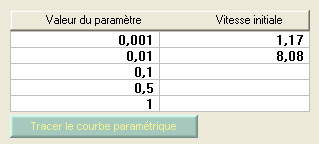 Valeur du paramètre Vitesse initiale
0,001 1,17
0,01 8,08
0,1
0,5
1
Tracer le courbe paramétrique